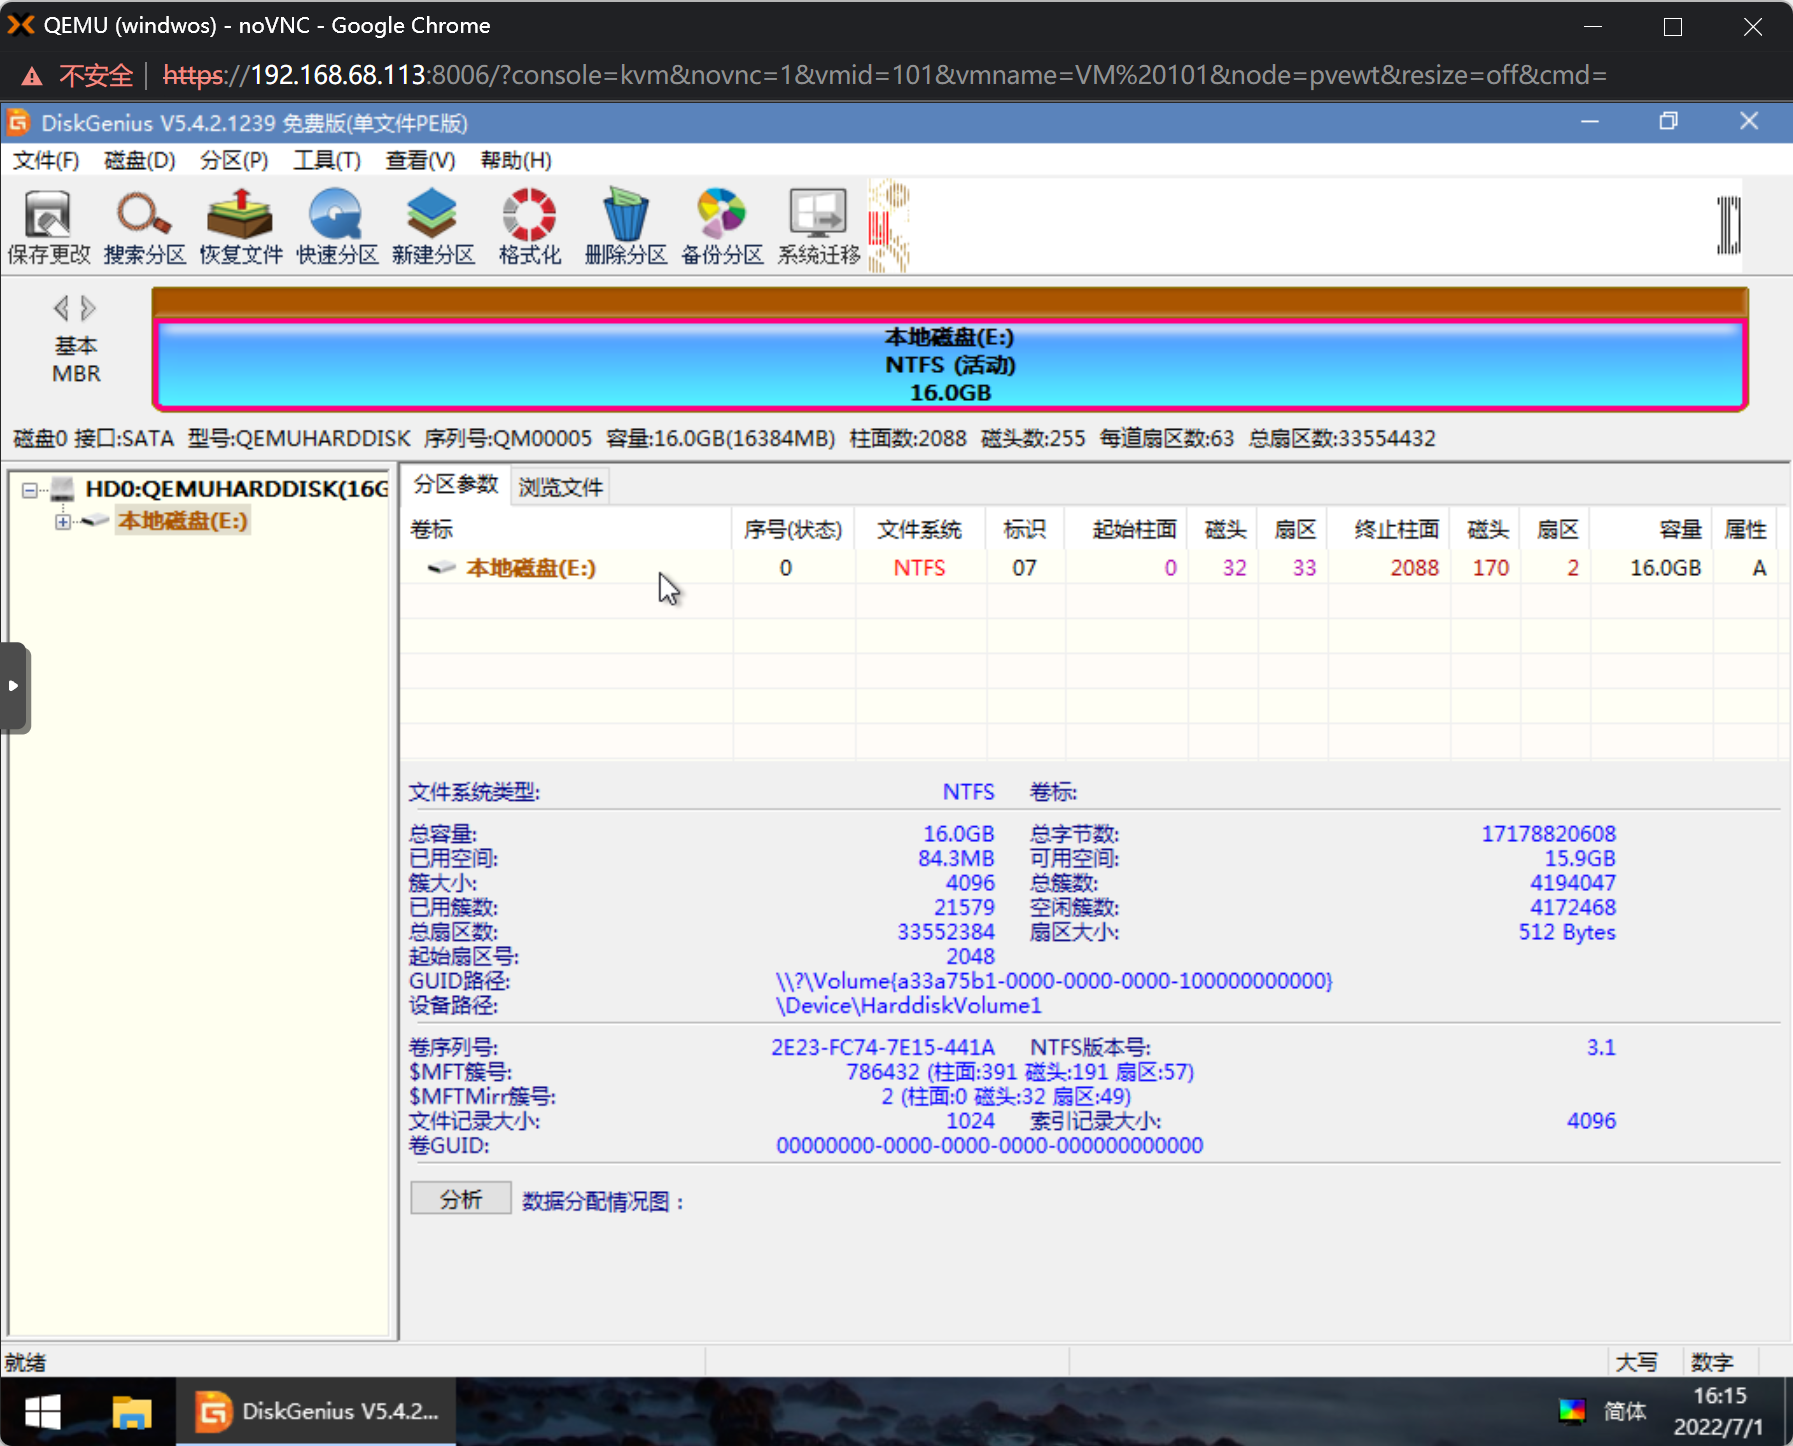 QEMU (windwos) - noVNC - Google Chrome
不安全 https://192.168.68.113:8006/?console=kvm&novnc=1&vmid=101&vmname=VM%20101&node=pvewt&resize=off&cmd=
DiskGenius V5.4.2.1239 免费版(单文件PE版)
文件(F) 磁盘(D) 分区(P) 工具(T) 查看(V) 帮助(H)
保存更改 搜索分区 恢复文件 快速分区 新建分区 格式化 删除分区 备份分区 系统迁移
基本
MBR
本地磁盘(E:)
NTFS (活动)
16.0GB
磁盘0 接口:SATA 型号:QEMUHARDDISK 序列号:QM00005 容量:16.0GB(16384MB) 柱面数:2088 磁头数:255 每道扇区数:63 总扇区数:33554432
HD0:QEMUHARDDISK(16G
本地磁盘(E:)
分区参数 浏览文件
卷标 序号(状态) 文件系统 标识 起始柱面 磁头 扇区 终止柱面 磁头 扇区 容量 属性
本地磁盘(E:) 0 NTFS 07 0 32 33 2088 170 2 16.0GB A
文件系统类型: NTFS 卷标:
总容量: 16.0GB 总字节数: 17178820608
已用空间: 84.3MB 可用空间: 15.9GB
簇大小: 4096 总簇数: 4194047
已用簇数: 21579 空闲簇数: 4172468
总扇区数: 33552384 扇区大小: 512 Bytes
起始扇区号: 2048
GUID路径: \\?\Volume{a33a75b1-0000-0000-0000-100000000000}
设备路径: \Device\HarddiskVolume1
卷序列号: 2E23-FC74-7E15-441A NTFS版本号: 3.1
$MFT簇号: 786432 (柱面:391 磁头:191 扇区:57)
$MFTMirr簇号: 2 (柱面:0 磁头:32 扇区:49)
文件记录大小: 1024 索引记录大小: 4096
卷GUID: 00000000-0000-0000-0000-000000000000
分析 数据分配情况图：
就绪 大写 数字
DiskGenius V5.4.2... 简体 16:15
2022/7/1